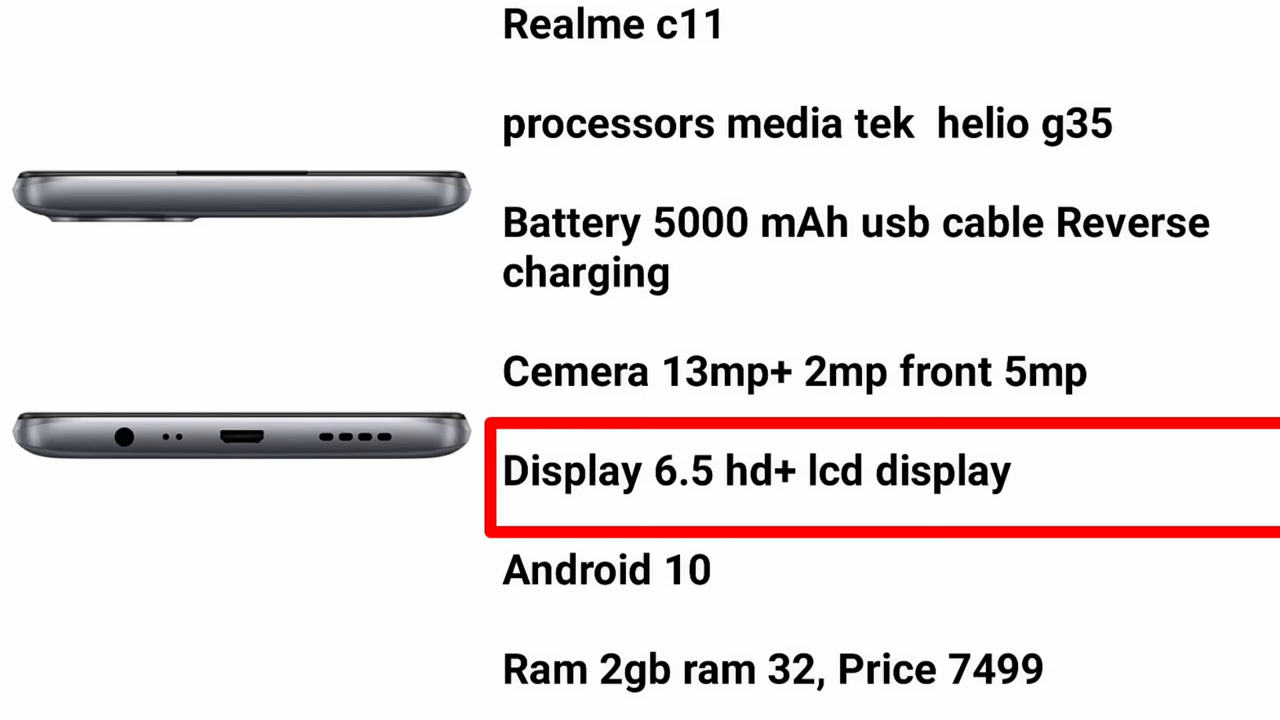 Realme c11
processors media tek  helio g35
Battery 5000 mAh usb cable Reverse
charging
Cemera 13mp+ 2mp front 5mp
Display 6.5 hd+ lcd display
Android 10
Ram 2gb ram 32, Price 7499